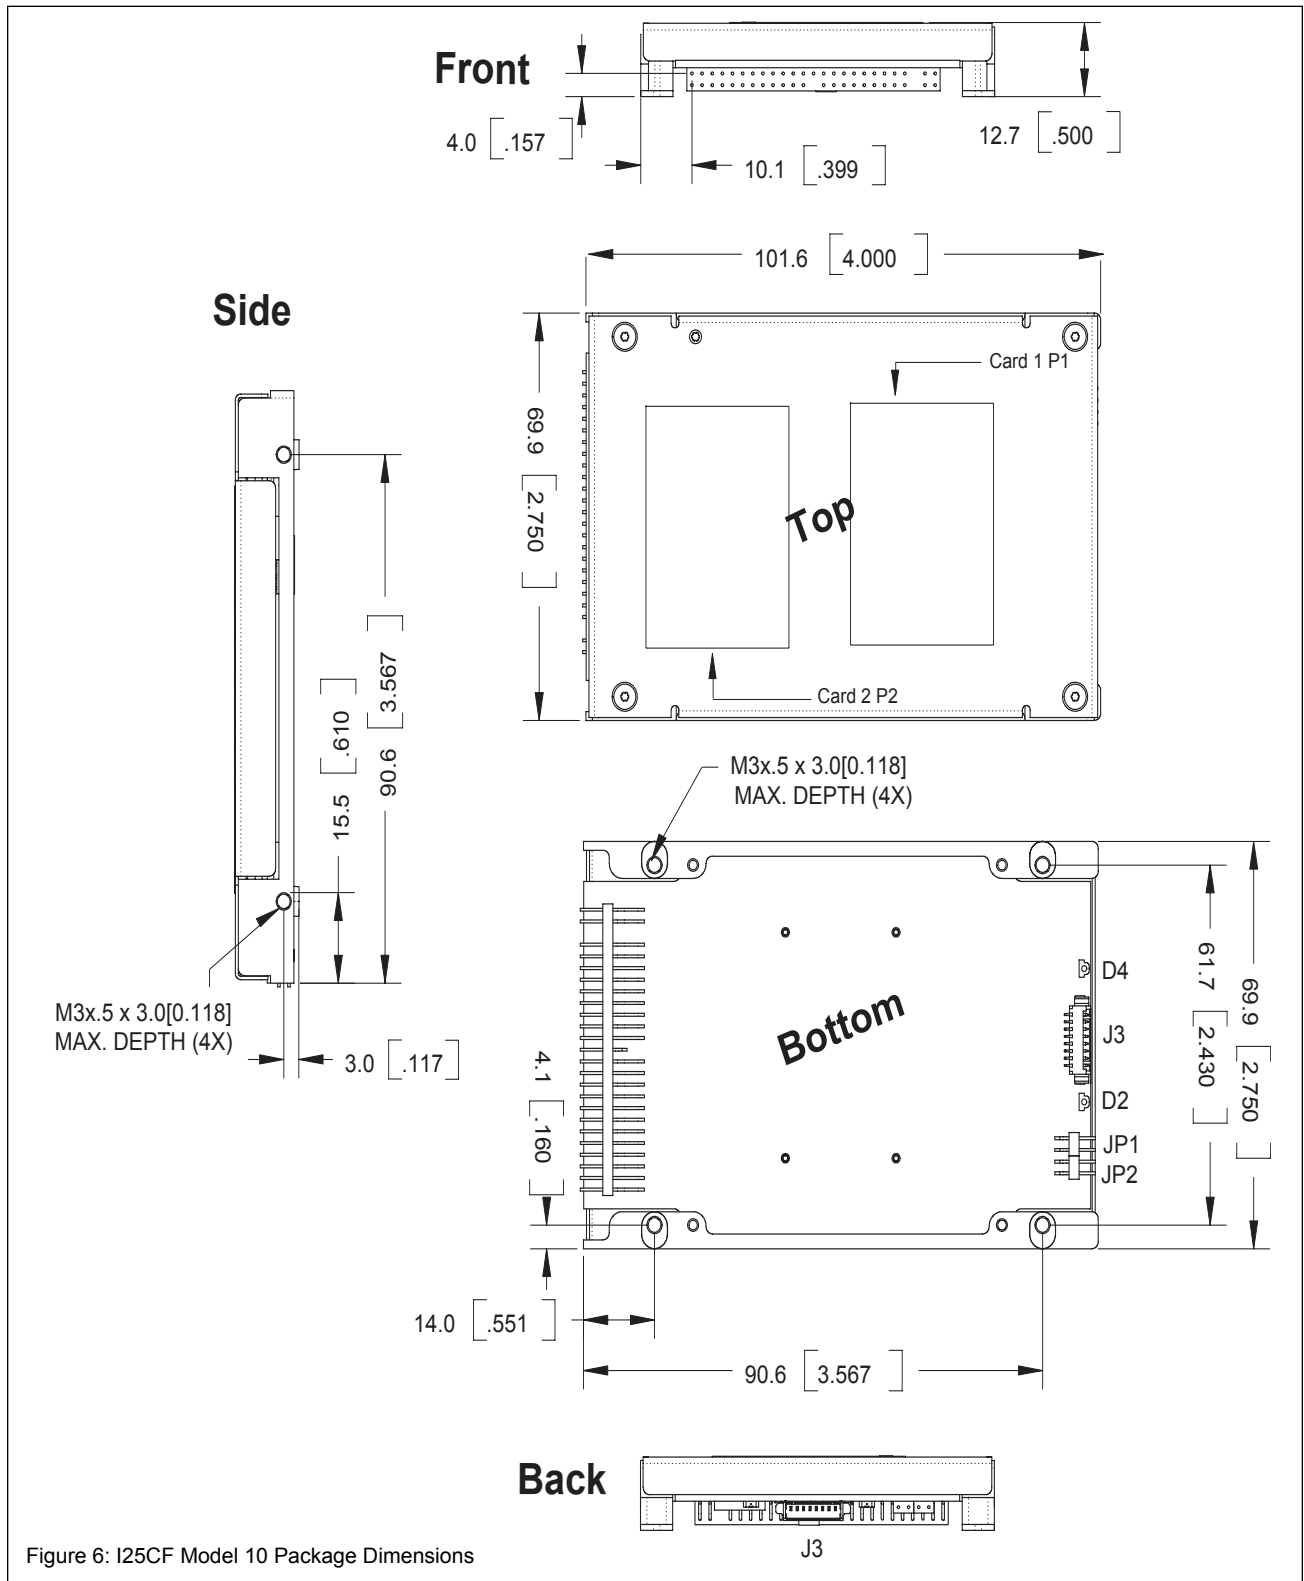 Front
4.0 [.157]
10.1 [.399]
12.7 [.500]
101.6 [4.000]
Side
69.9 [2.750]
Card 1 P1
Top
Card 2 P2
90.6 [3.567]
15.5 [.610]
M3x.5 x 3.0[0.118]
MAX. DEPTH (4X)
3.0 [.117]
M3x.5 x 3.0[0.118]
MAX. DEPTH (4X)
Bottom
D4
J3
D2
JP1
JP2
61.7 [2.430]
69.9 [2.750]
4.1 [.160]
14.0 [.551]
90.6 [3.567]
Back
J3
Figure 6: I25CF Model 10 Package Dimensions